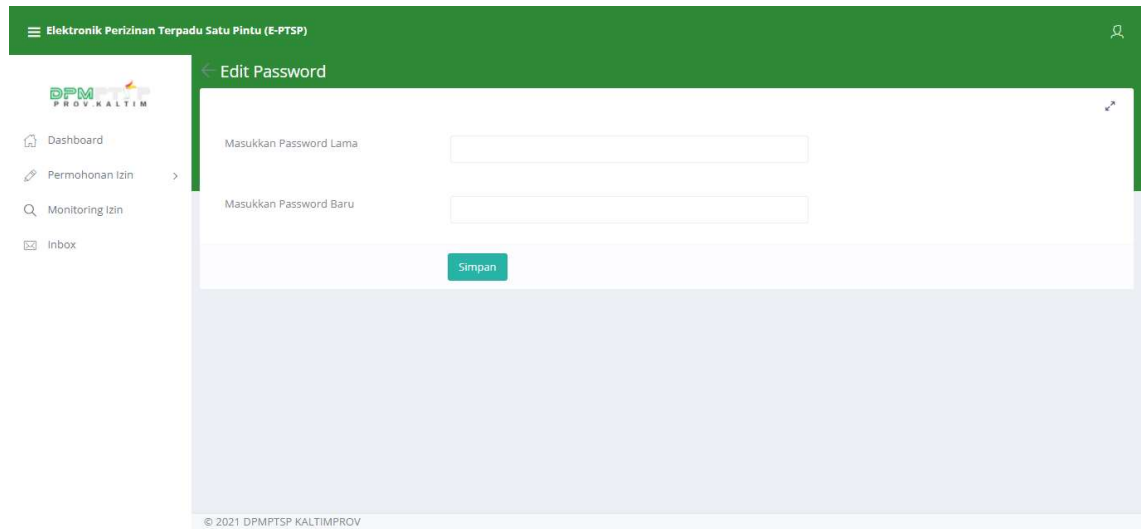 Elektronik Perizinan Terpadu Satu Pintu (E-PTSP)
Edit Password
DPMPTSP
PROV.KALTIM
Dashboard
Permohonan Izin
Monitoring Izin
Inbox
Masukkan Password Lama
Masukkan Password Baru
Simpan
© 2021 DPMPTSP KALTIMPROV